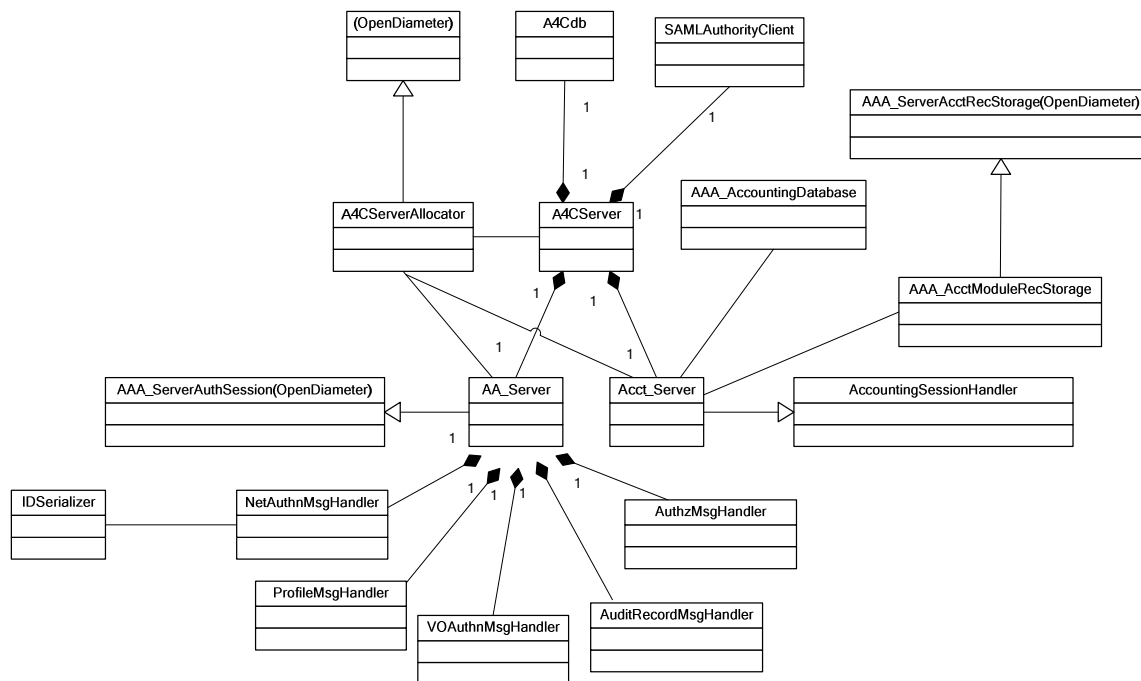 (OpenDiameter)
A4Cdb
SAMLAuthorityClient
AAA_ServerAcctRecStorage(OpenDiameter)
1
1
1
1
A4CServerAllocator
A4CServer
AAA_AccountingDatabase
AAA_AcctModuleRecStorage
1
1
1
1
AAA_ServerAuthSession(OpenDiameter)
AA_Server
Acct_Server
AccountingSessionHandler
1
1
1
1
1
IDSerializer
NetAuthnMsgHandler
AuthzMsgHandler
ProfileMsgHandler
VOAuthnMsgHandler
AuditRecordMsgHandler